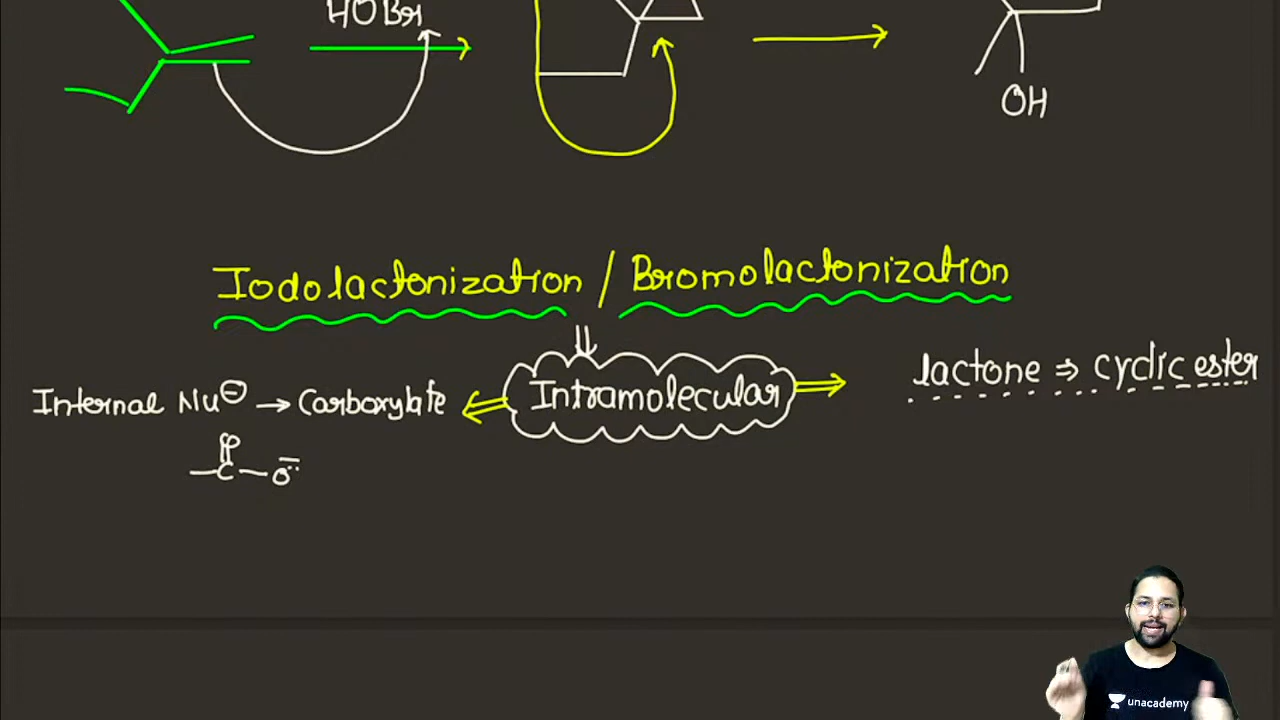 HOBr
OH
Iodolactonization / Bromolactonization
Internal Nu⊖ → Carboxylate
Intramolecular
lactone ⇒ cyclic ester
O
—C—O⁻
unacademy